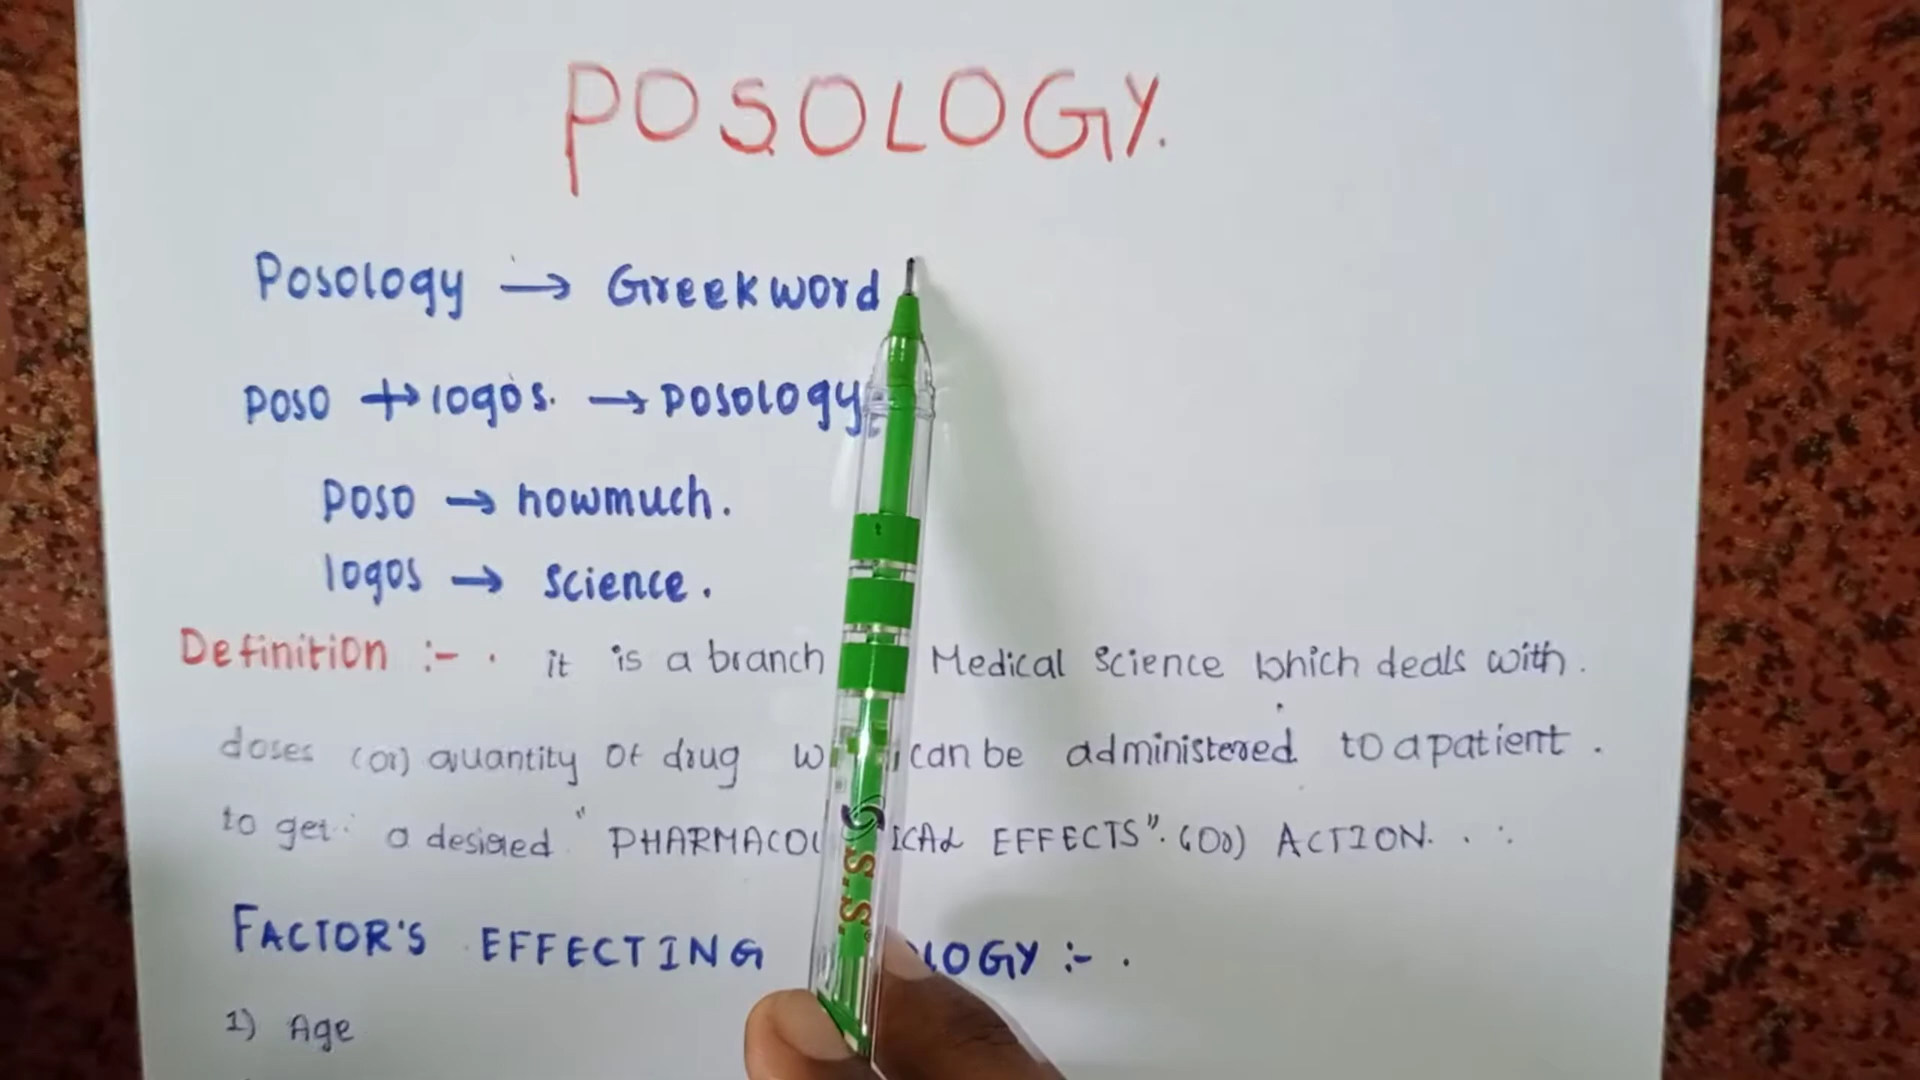 POSOLOGY.
Posology → Greek word
Poso + → logos. → Posology
Poso → howmuch.
logos → science.
Definition :- . it is a branch Medical science which deals with .
doses (or) quantity of drug can be administered to a patient .
to get a desired " EFFECTS". (Or) ACTION.
FACTOR'S EFFECTING :- .
1) Age
S.S.